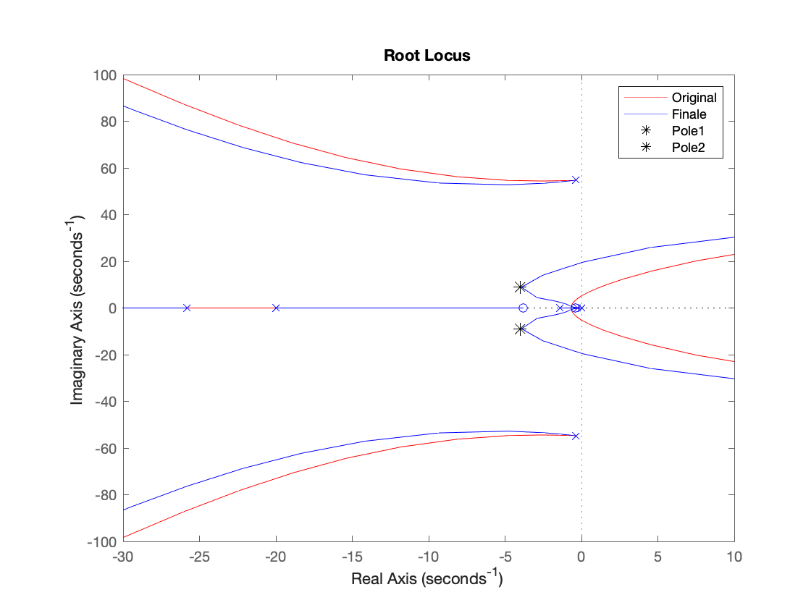 Root Locus
Original
Finale
Pole1
Pole2
100
80
60
40
20
0
-20
-40
-60
-80
-100
Imaginary Axis (seconds⁻¹)
-30
-25
-20
-15
-10
-5
0
5
10
Real Axis (seconds⁻¹)